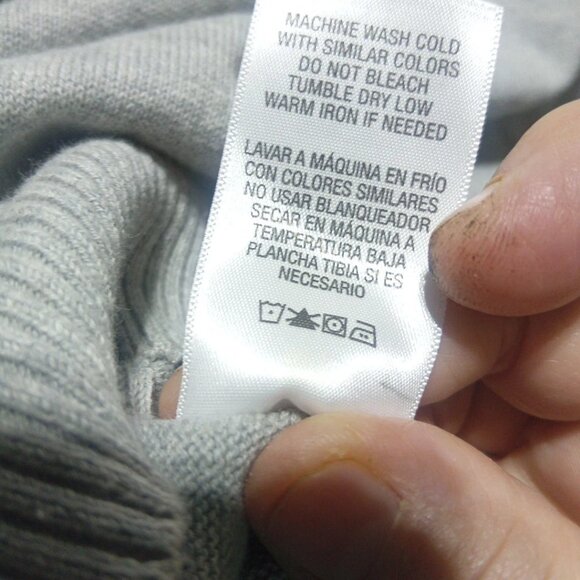 MACHINE WASH COLD
WITH SIMILAR COLORS
DO NOT BLEACH
TUMBLE DRY LOW
WARM IRON IF NEEDED
LAVAR A MÁQUINA EN FRÍO
CON COLORES SIMILARES
NO USAR BLANQUEADOR
SECAR EN MÁQUINA A
TEMPERATURA BAJA
PLANCHA TIBIA SI ES
NECESARIO